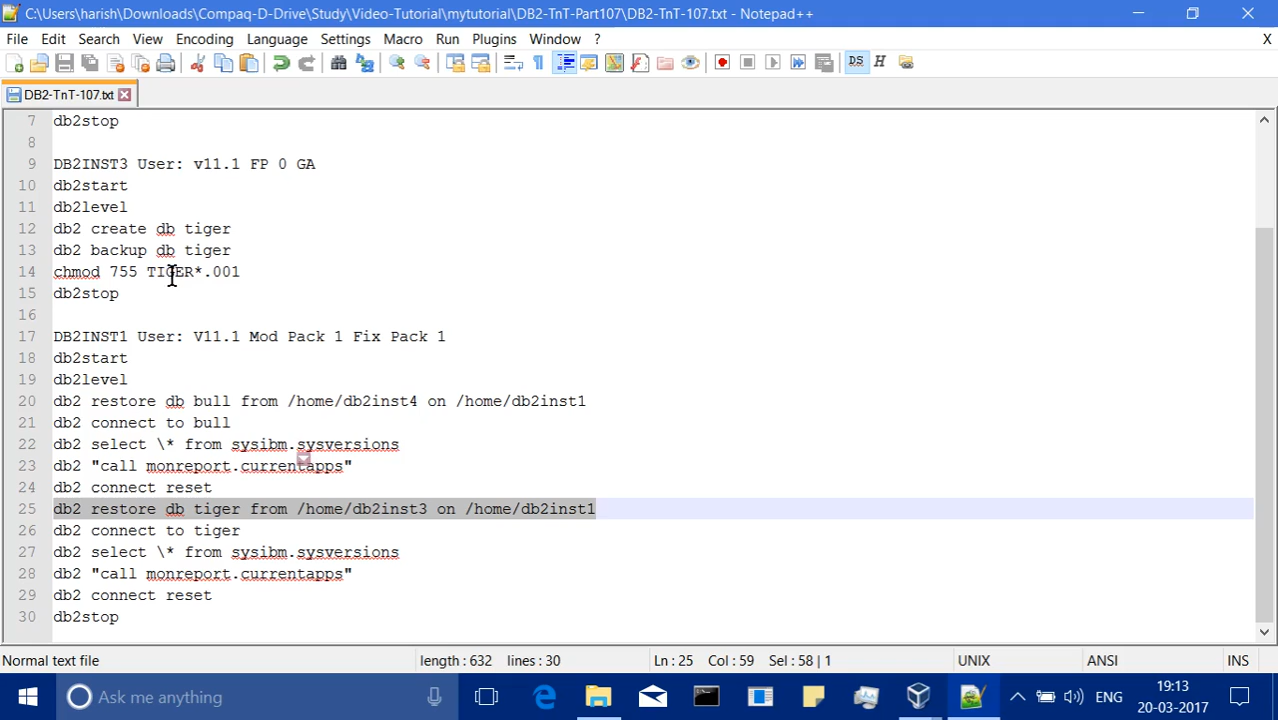 C:\Users\harish\Downloads\Compaq-D-Drive\Study\Video-Tutorial\mytutorial\DB2-TnT-Part107\DB2-TnT-107.txt - Notepad++
File Edit Search View Encoding Language Settings Macro Run Plugins Window ? X
DB2-TnT-107.txt
7 db2stop
8
9 DB2INST3 User: v11.1 FP 0 GA
10 db2start
11 db2level
12 db2 create db tiger
13 db2 backup db tiger
14 chmod 755 TIGER*.001
15 db2stop
16
17 DB2INST1 User: V11.1 Mod Pack 1 Fix Pack 1
18 db2start
19 db2level
20 db2 restore db bull from /home/db2inst4 on /home/db2inst1
21 db2 connect to bull
22 db2 select \* from sysibm.sysversions
23 db2 "call monreport.currentapps"
24 db2 connect reset
25 db2 restore db tiger from /home/db2inst3 on /home/db2inst1
26 db2 connect to tiger
27 db2 select \* from sysibm.sysversions
28 db2 "call monreport.currentapps"
29 db2 connect reset
30 db2stop
Normal text file length : 632 lines : 30 Ln : 25 Col : 59 Sel : 58 | 1 UNIX ANSI INS
Ask me anything ENG 19:13
20-03-2017